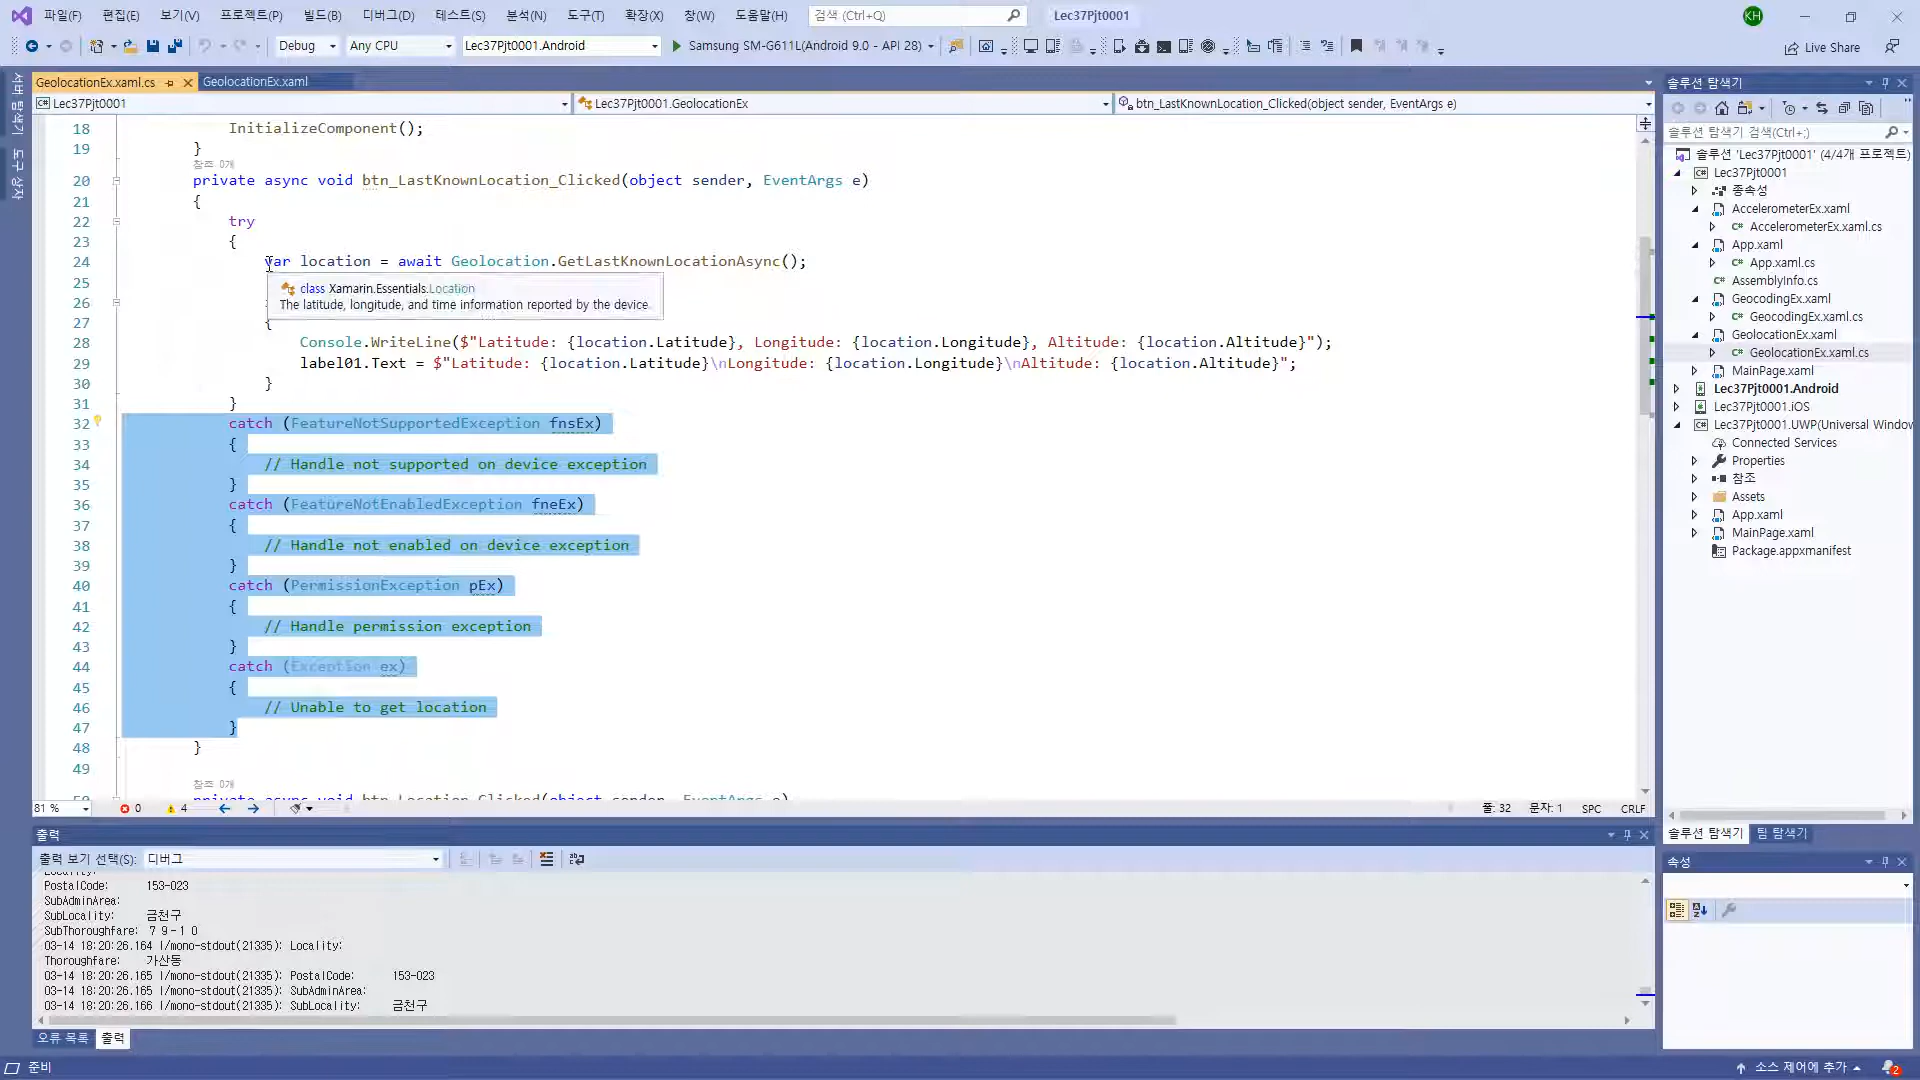 파일(F) 편집(E) 보기(V) 프로젝트(P) 빌드(B) 디버그(D) 테스트(S) 분석(N) 도구(T) 확장(X) 창(W) 도움말(H) 검색 (Ctrl+Q) Lec37Pjt0001 KH
Debug Any CPU Lec37Pjt0001.Android Samsung SM-G611L(Android 9.0 - API 28) Live Share
서버 탐색기
도구 상자
GeolocationEx.xaml.cs GeolocationEx.xaml
Lec37Pjt0001 Lec37Pjt0001.GeolocationEx btn_LastKnownLocation_Clicked(object sender, EventArgs e)
18 InitializeComponent();
19 }
참조 0개
20 private async void btn_LastKnownLocation_Clicked(object sender, EventArgs e)
21 {
22 try
23 {
24 var location = await Geolocation.GetLastKnownLocationAsync();
25
class Xamarin.Essentials.Location
26
The latitude, longitude, and time information reported by the device.
27 {
28 Console.WriteLine($"Latitude: {location.Latitude}, Longitude: {location.Longitude}, Altitude: {location.Altitude}");
29 label01.Text = $"Latitude: {location.Latitude}\nLongitude: {location.Longitude}\nAltitude: {location.Altitude}";
30 }
31 }
32 catch (FeatureNotSupportedException fnsEx)
33 {
34 // Handle not supported on device exception
35 }
36 catch (FeatureNotEnabledException fneEx)
37 {
38 // Handle not enabled on device exception
39 }
40 catch (PermissionException pEx)
41 {
42 // Handle permission exception
43 }
44 catch (Exception ex)
45 {
46 // Unable to get location
47 }
48 }
49
참조 0개
private async void btn_Location_Clicked(object sender, EventArgs e)
81 % 0 4 줄: 32 문자: 1 SPC CRLF
출력
출력 보기 선택(S): 디버그
Locality:
PostalCode: 153-023
SubAdminArea:
SubLocality: 금천구
SubThoroughfare: 79-10
03-14 18:20:26.164 I/mono-stdout(21335): Locality:
Thoroughfare: 가산동
03-14 18:20:26.165 I/mono-stdout(21335): PostalCode: 153-023
03-14 18:20:26.165 I/mono-stdout(21335): SubAdminArea:
03-14 18:20:26.166 I/mono-stdout(21335): SubLocality: 금천구
오류 목록 출력
준비
솔루션 탐색기
솔루션 탐색기 검색(Ctrl+;)
솔루션 'Lec37Pjt0001' (4/4개 프로젝트)
Lec37Pjt0001
종속성
AccelerometerEx.xaml
AccelerometerEx.xaml.cs
App.xaml
App.xaml.cs
AssemblyInfo.cs
GeocodingEx.xaml
GeocodingEx.xaml.cs
GeolocationEx.xaml
GeolocationEx.xaml.cs
MainPage.xaml
Lec37Pjt0001.Android
Lec37Pjt0001.iOS
Lec37Pjt0001.UWP(Universal Window
Connected Services
Properties
참조
Assets
App.xaml
MainPage.xaml
Package.appxmanifest
솔루션 탐색기 팀 탐색기
속성
소스 제어에 추가 2